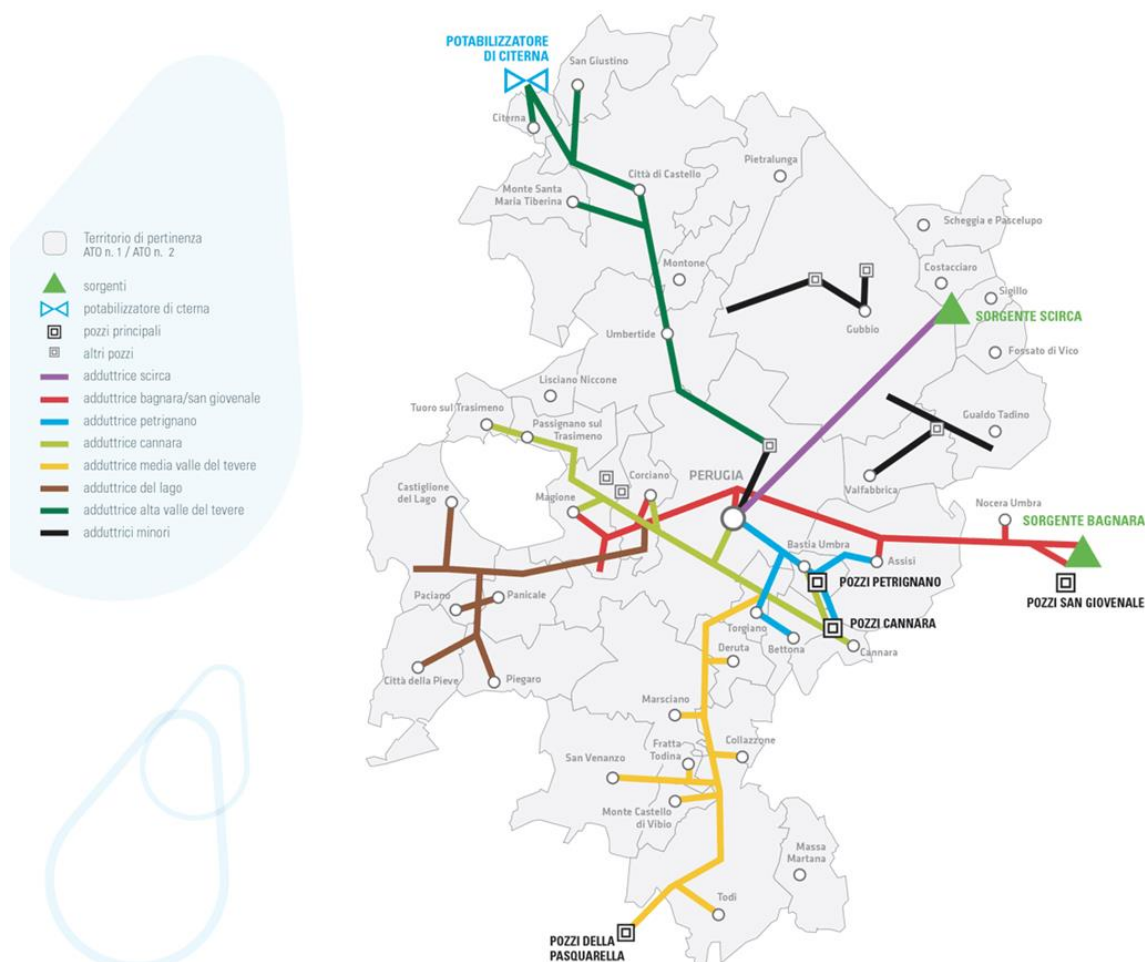 POTABILIZZATORE
DI CITERNA
San Giustino
Citerna
Pietralunga
Città di Castello
Monte Santa
Maria Tiberina
Scheggia e Pascelupo
Territorio di pertinenza
ATO n. 1 / ATO n. 2
sorgenti
potabilizzatore di cterna
pozzi principali
altri pozzi
adduttrice scirca
adduttrice bagnara/san giovenale
adduttrice petrignano
adduttrice cannara
adduttrice media valle del tevere
adduttrice del lago
adduttrice alta valle del tevere
adduttrici minori
Montone
Costacciaro
Sigillo
SORGENTE SCIRCA
Umbertide
Gubbio
Fossato di Vico
Lisciano Niccone
Tuoro sul Trasimeno
Passignano sul
Trasimeno
Gualdo Tadino
Castiglione
del Lago
Corciano
PERUGIA
Magione
Valfabbrica
Nocera Umbra
SORGENTE BAGNARA
Bastia Umbra
Assisi
POZZI PETRIGNANO
POZZI SAN GIOVENALE
Paciano
Panicale
POZZI CANNARA
Torgiano
Bettona
Cannara
Deruta
Città della Pieve
Piegaro
Marsciano
Collazzone
Fratta
Todina
San Venanzo
Monte Castello
di Vibio
Massa
Martana
Todi
POZZI DELLA
PASQUARELLA